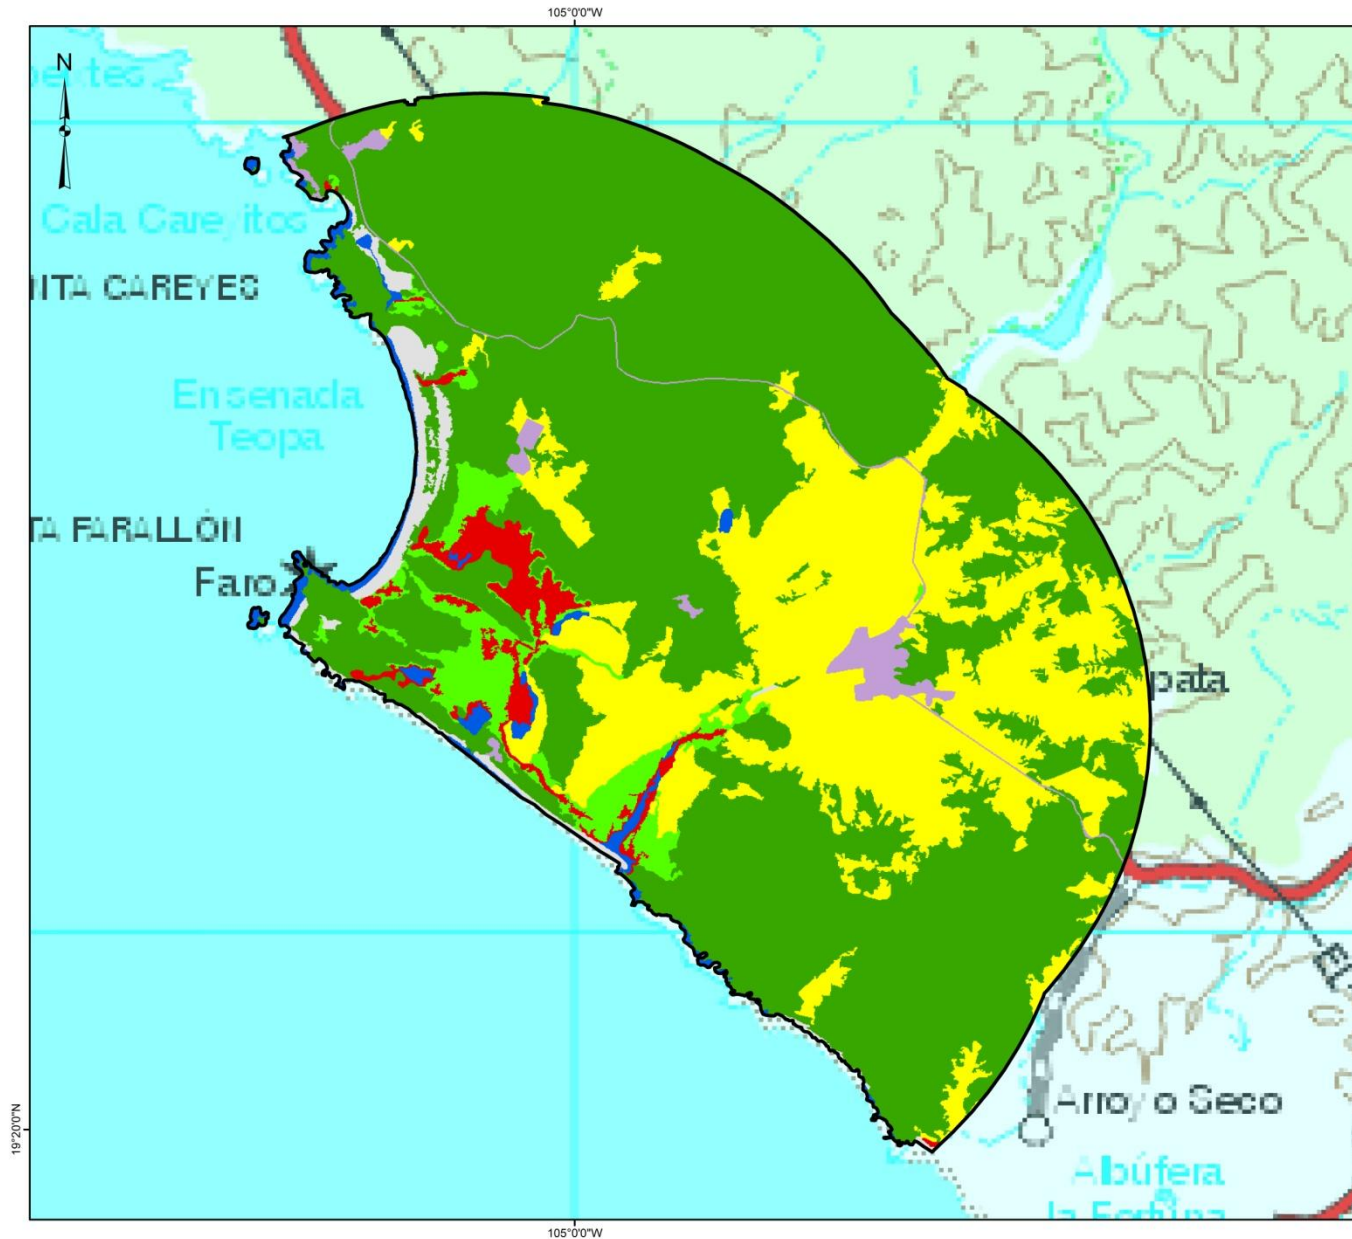 105°0'0"W
N
Cala Careyitos
NTA CAREYES
Ensenada
Teopa
TA FARALLÓN
Faro
pata
Arroyo Seco
19°20'0"N
Albúfera
105°0'0"W